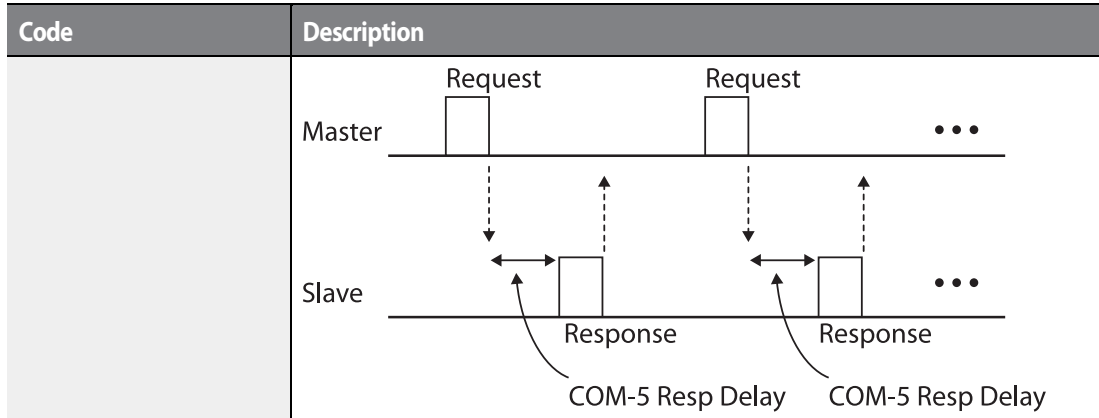 Code Description
Request Request
Master •••
Slave •••
Response Response
COM-5 Resp Delay COM-5 Resp Delay